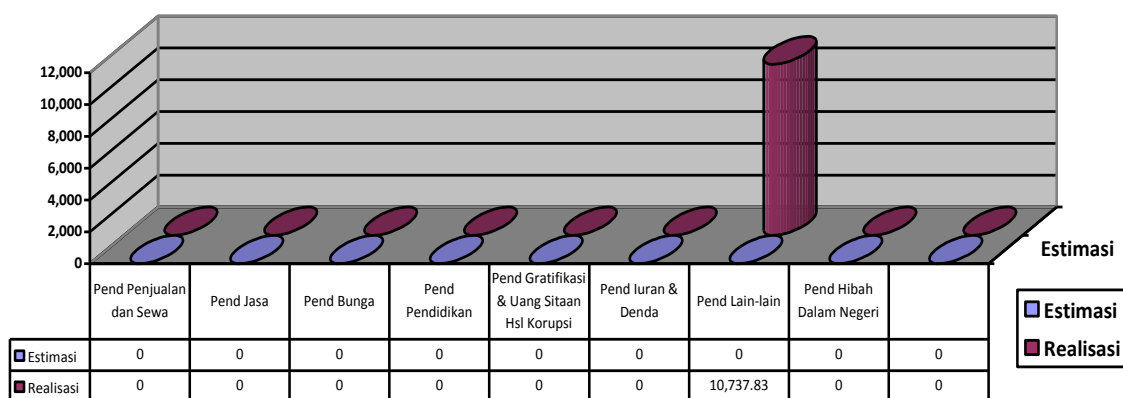 12,000
10,000
8,000
6,000
4,000
2,000
0
Estimasi
Pend Penjualan dan Sewa
Pend Jasa
Pend Bunga
Pend Pendidikan
Pend Gratifikasi & Uang Sitaan Hsl Korupsi
Pend Iuran & Denda
Pend Lain-lain
Pend Hibah Dalam Negeri
Estimasi 0 0 0 0 0 0 0 0 0
Realisasi 0 0 0 0 0 0 10,737.83 0 0
Estimasi
Realisasi